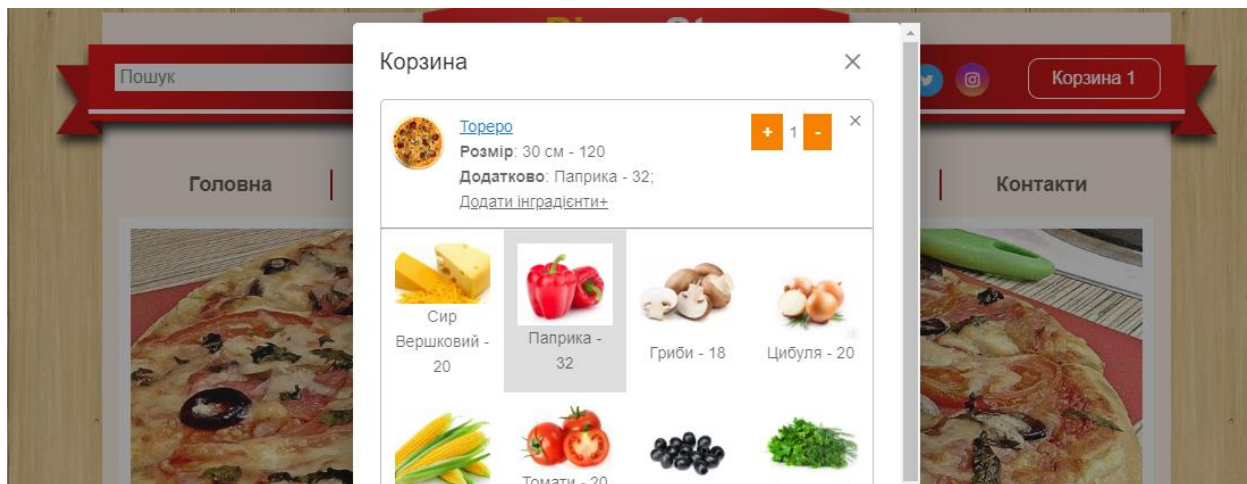 Пошук
Корзина 1
Головна
Контакти
Корзина
Тореро
Розмір: 30 см - 120
Додатково: Паприка - 32;
Додати інградієнти+
+ 1 -
Сир
Вершковий -
20
Паприка -
32
Гриби - 18
Цибуля - 20
Томати - 20